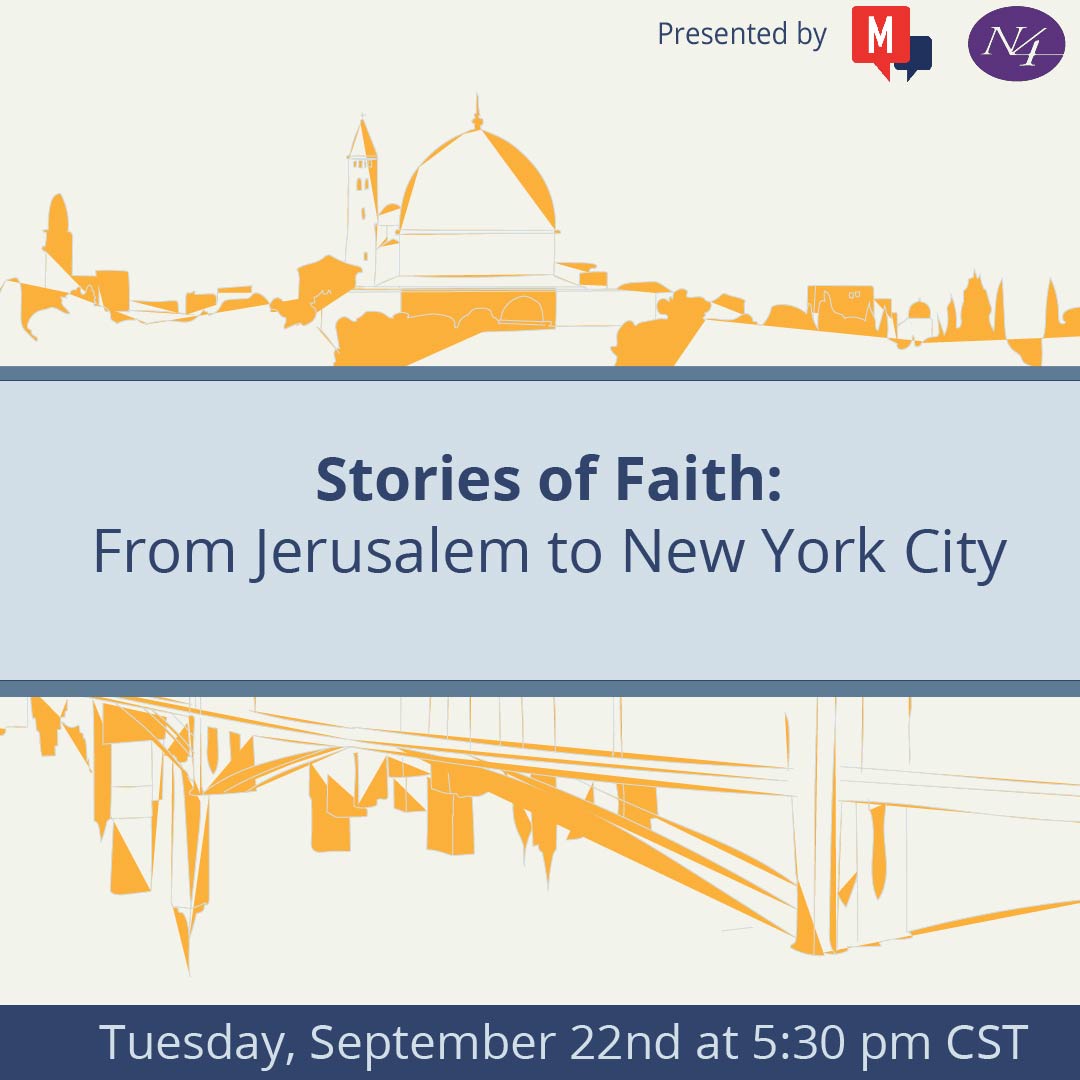 Presented by
M
N4
Stories of Faith:
From Jerusalem to New York City
Tuesday, September 22nd at 5:30 pm CST